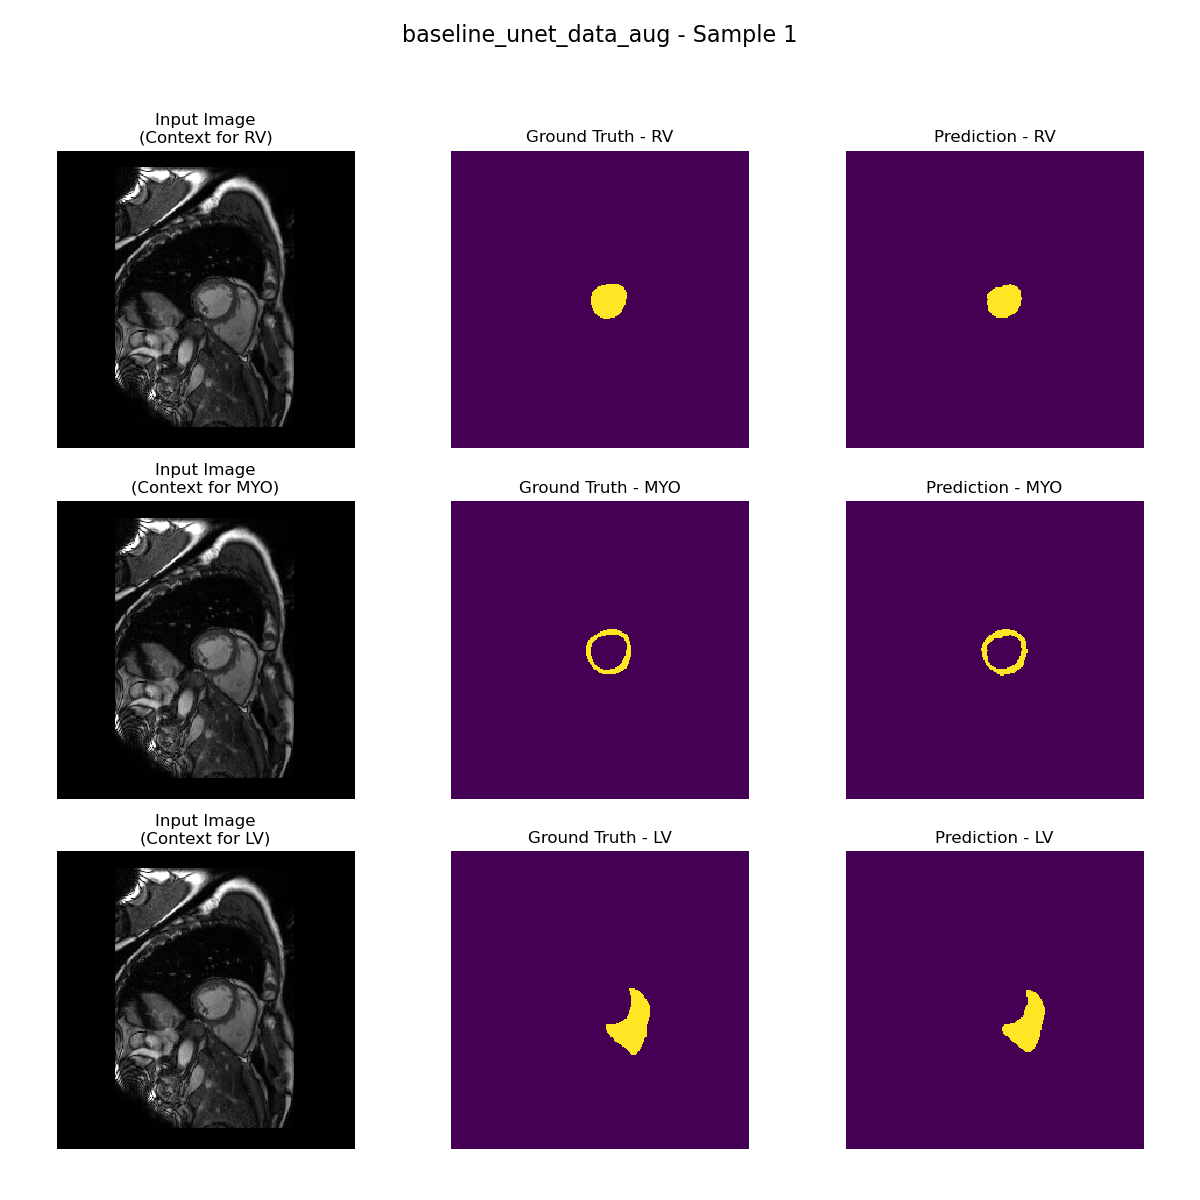 baseline_unet_data_aug - Sample 1
Input Image
(Context for RV)
Ground Truth - RV
Prediction - RV
Input Image
(Context for MYO)
Ground Truth - MYO
Prediction - MYO
Input Image
(Context for LV)
Ground Truth - LV
Prediction - LV